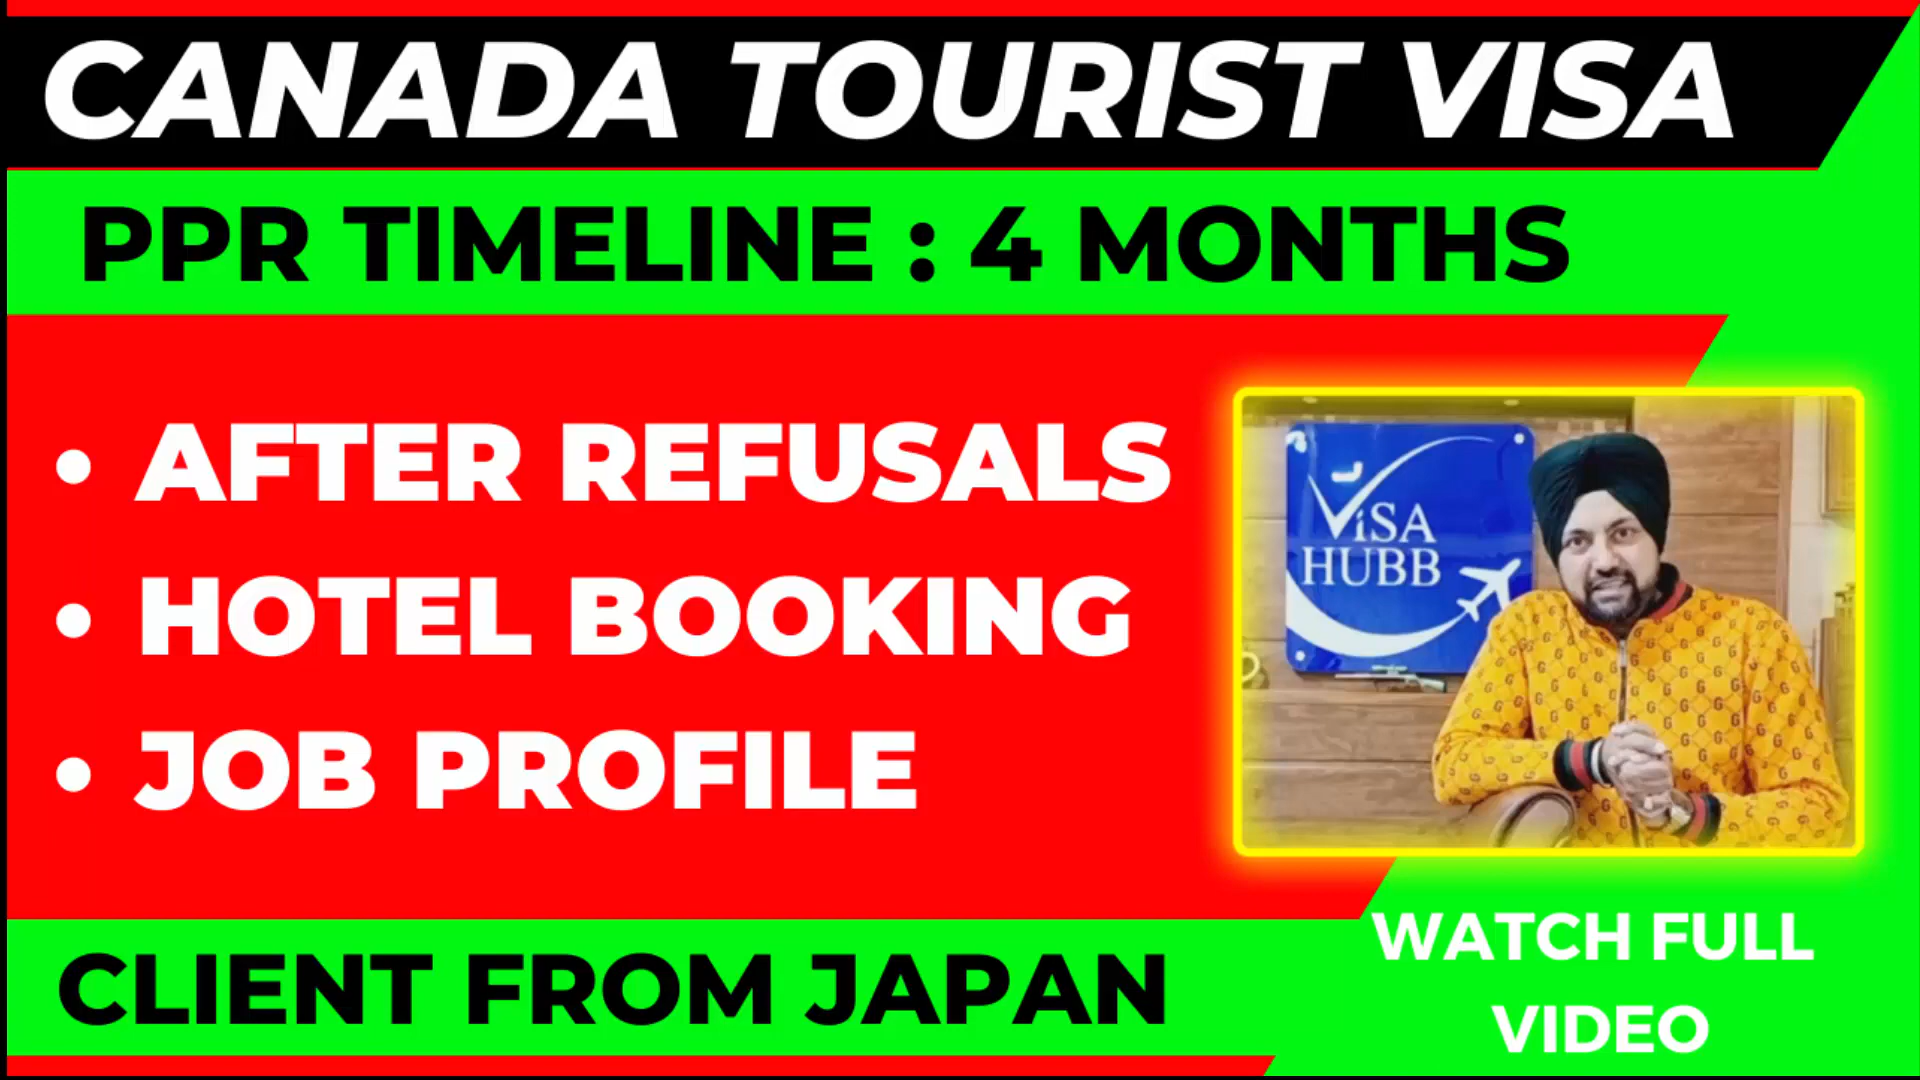 CANADA TOURIST VISA
PPR TIMELINE : 4 MONTHS
• AFTER REFUSALS
• HOTEL BOOKING
• JOB PROFILE
ViSA
HUBB
CLIENT FROM JAPAN
WATCH FULL
VIDEO